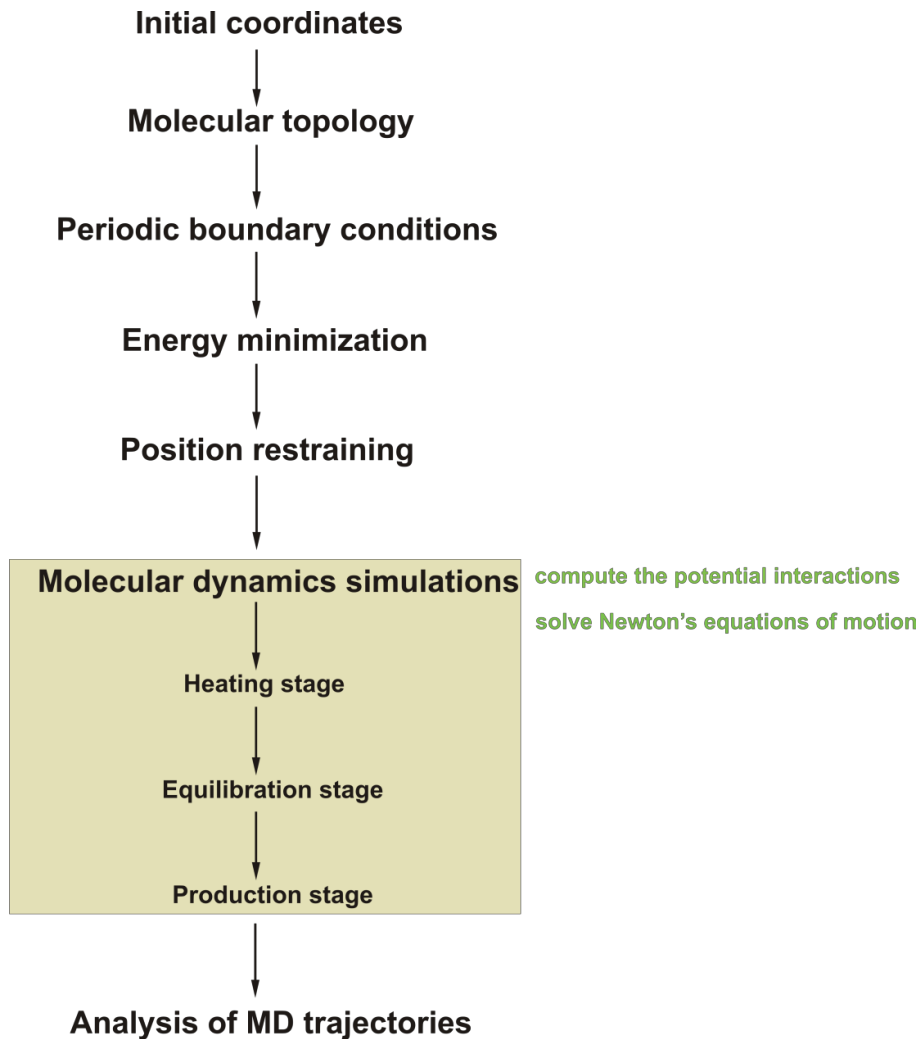 Initial coordinates
Molecular topology
Periodic boundary conditions
Energy minimization
Position restraining
Molecular dynamics simulations
compute the potential interactions
solve Newton's equations of motion
Heating stage
Equilibration stage
Production stage
Analysis of MD trajectories